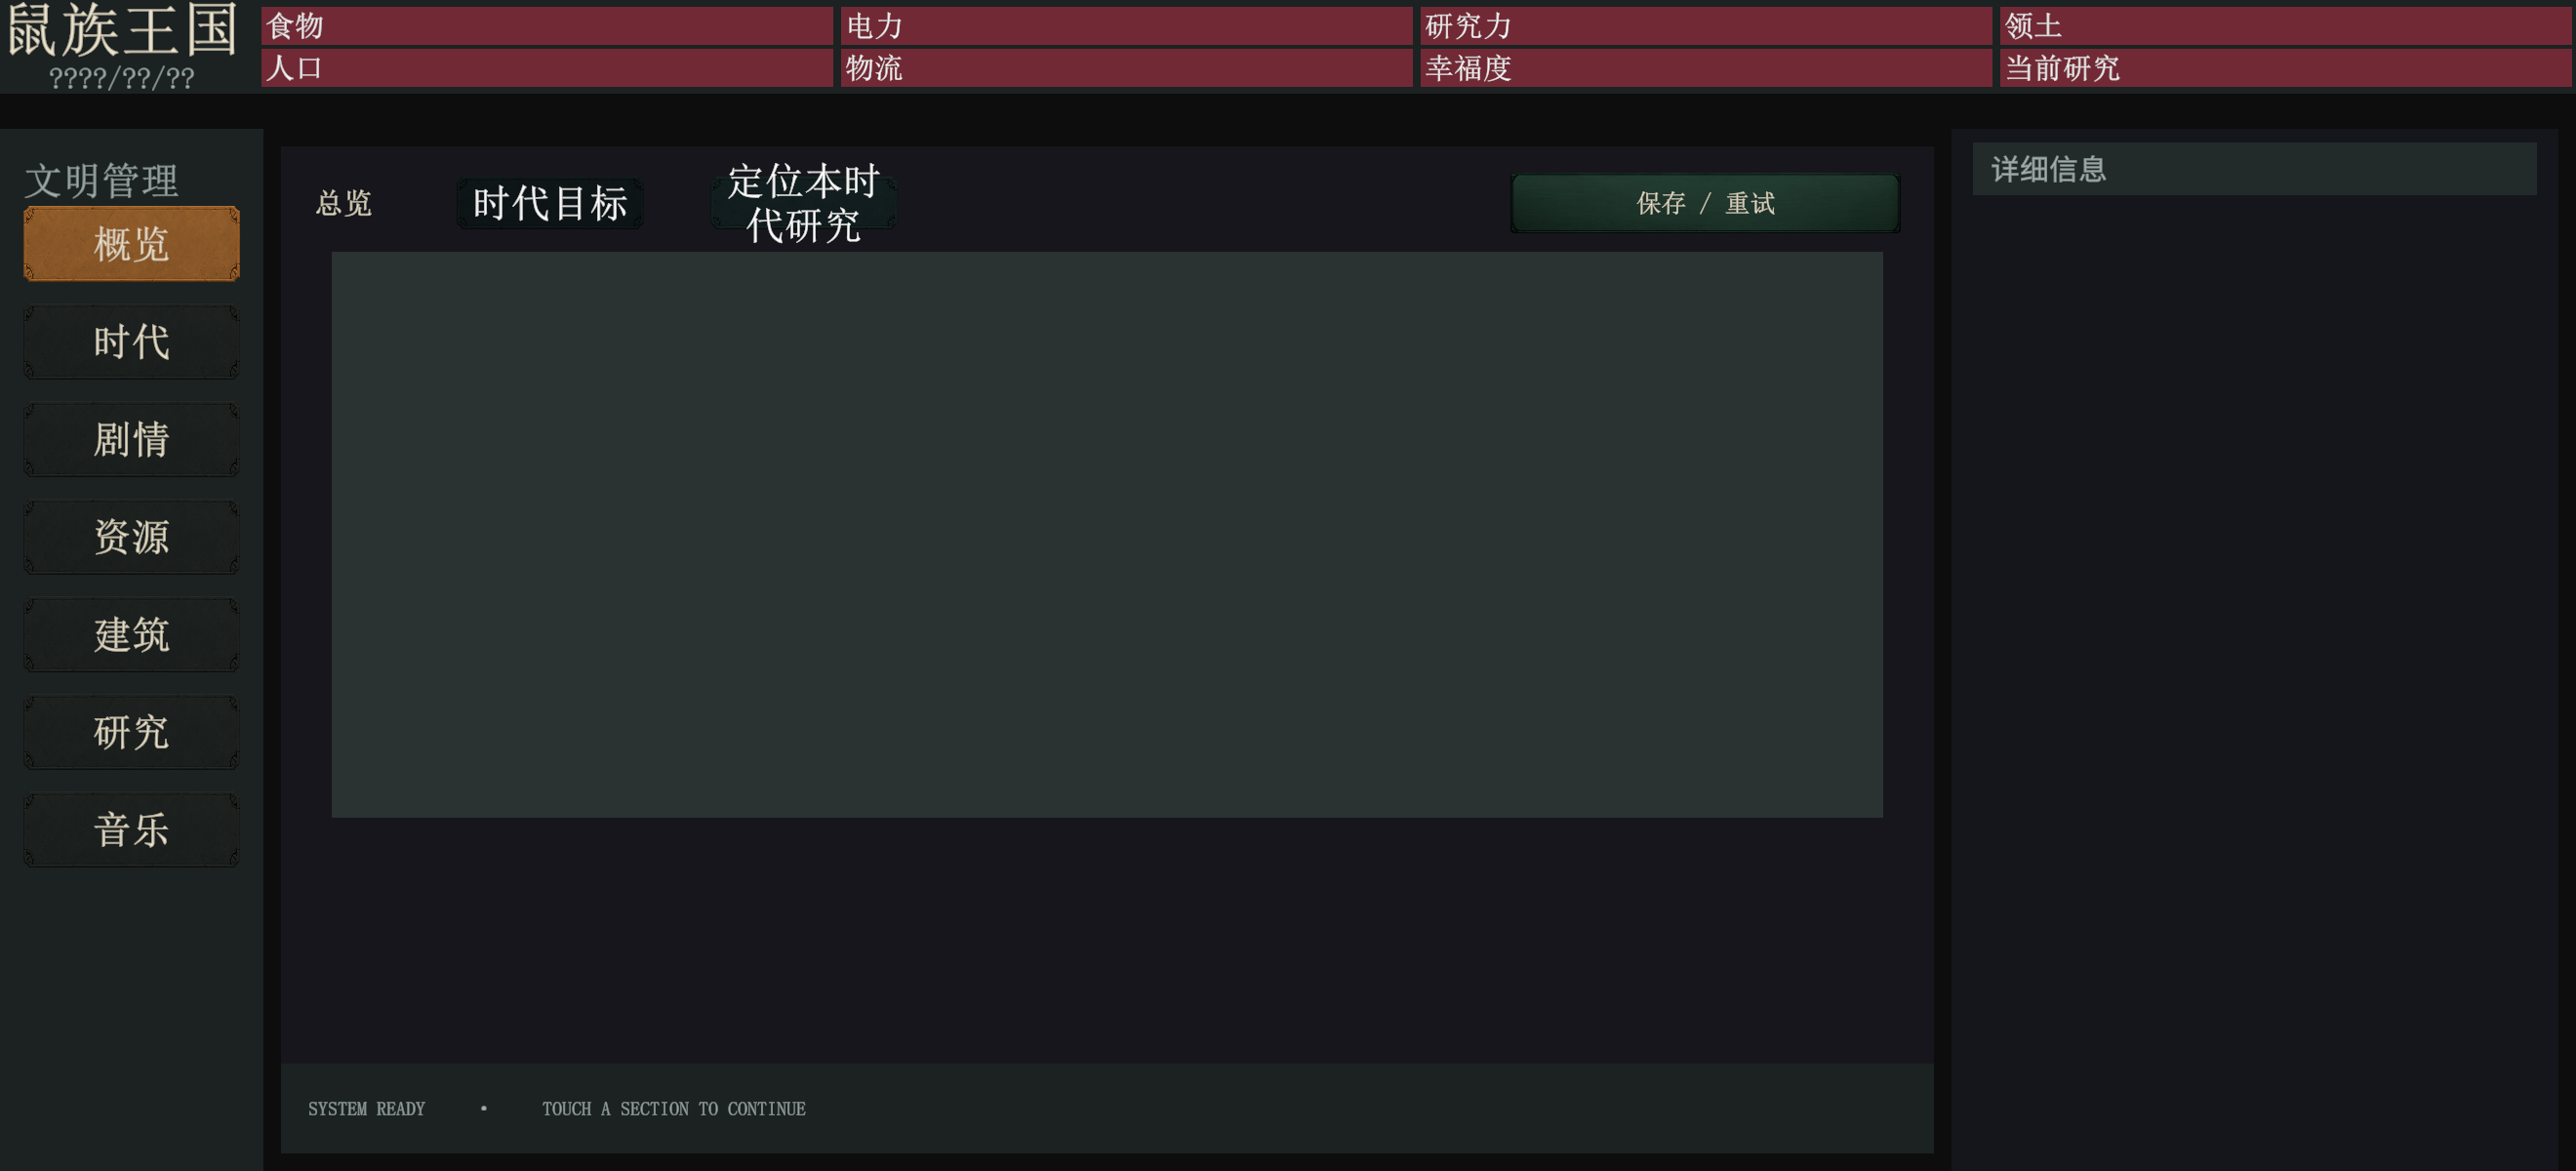 鼠族王国
????/??/??
食物
电力
研究力
领土
人口
物流
幸福度
当前研究
文明管理
概览
时代
剧情
资源
建筑
研究
音乐
总览
时代目标
定位本时
代研究
保存 / 重试
SYSTEM READY • TOUCH A SECTION TO CONTINUE
详细信息